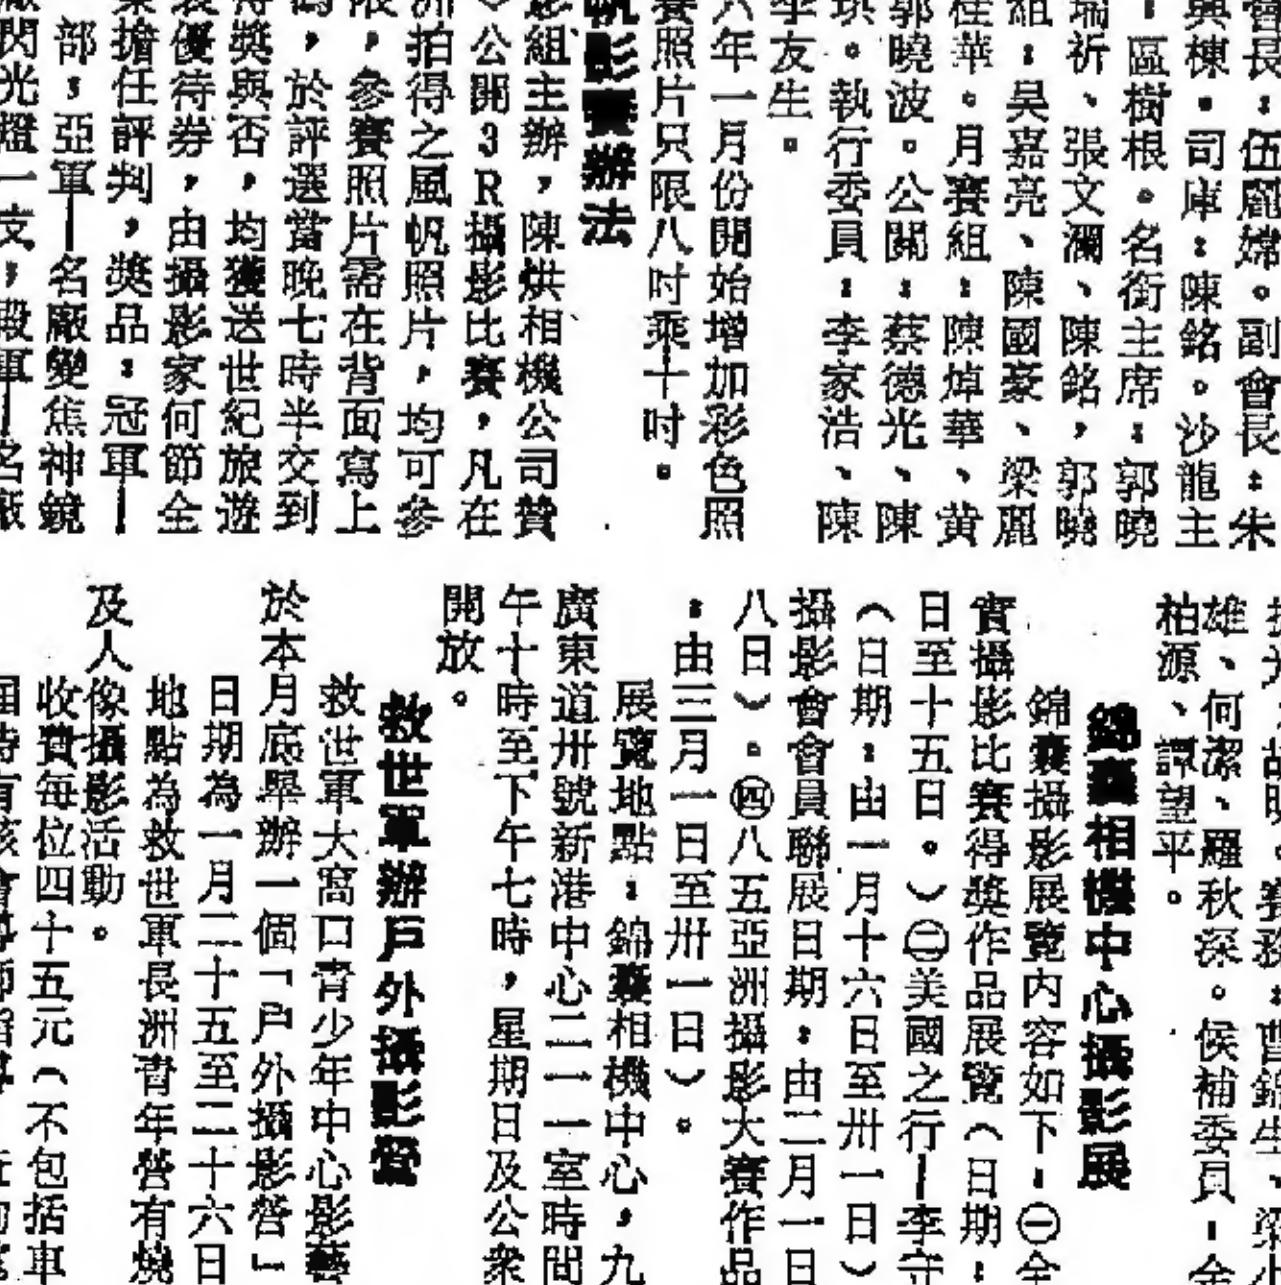 會長：伍麗嫦。副會長：朱
興棟。司庫：陳銘。沙龍主
：區樹根。名銜主席：郭曉
瑞祈、張文瀾、陳銘，郭曉
組：吳嘉亮、陳國豪、梁麗
桂華。月賽組：陳焯華、黃
郭曉波。公關：蔡德光、陳
琪。執行委員：李家浩、陳
李友生。
六年一月份開始增加彩色照
賽照片只限八吋乘十吋。
帆影賽辦法
影組主辦，陳烘相機公司贊
）公開3R攝影比賽，凡在
洲拍得之風帆照片，均可參
限，參賽照片需在背面寫上
，於評選當晚七時半交到
得獎與否，均獲送世紀旅遊
優待券，由攝影家何節全
擔任評判，獎品：冠軍—
部，亞軍—名廠變焦神鏡
閃光燈一支，殿軍—名廠
雄、何潔、羅秋深。候補委員：余
柏源、譚望平。
錦囊相機中心攝影展
錦囊攝影展覽內容如下：㊀全
實攝影比賽得獎作品展覽（日期：
日至十五日。）㊁美國之行—李守
（日期：由一月十六日至卅一日）
攝影會會員聯展日期：由二月一日
八日）。㊃八五亞洲攝影大賽作品
：由三月一日至卅一日）。
展覽地點：錦囊相機中心，九
廣東道卅號新港中心二一一室時間
午十時至下午七時，星期日及公衆
開放。
救世軍辦戶外攝影營
救世軍大窩口青少年中心影藝
於本月底舉辦一個「戶外攝影營」
日期為一月二十五至二十六日
地點為救世軍長洲青年營有燒
及人像攝影活動。
收費每位四十五元（不包括車